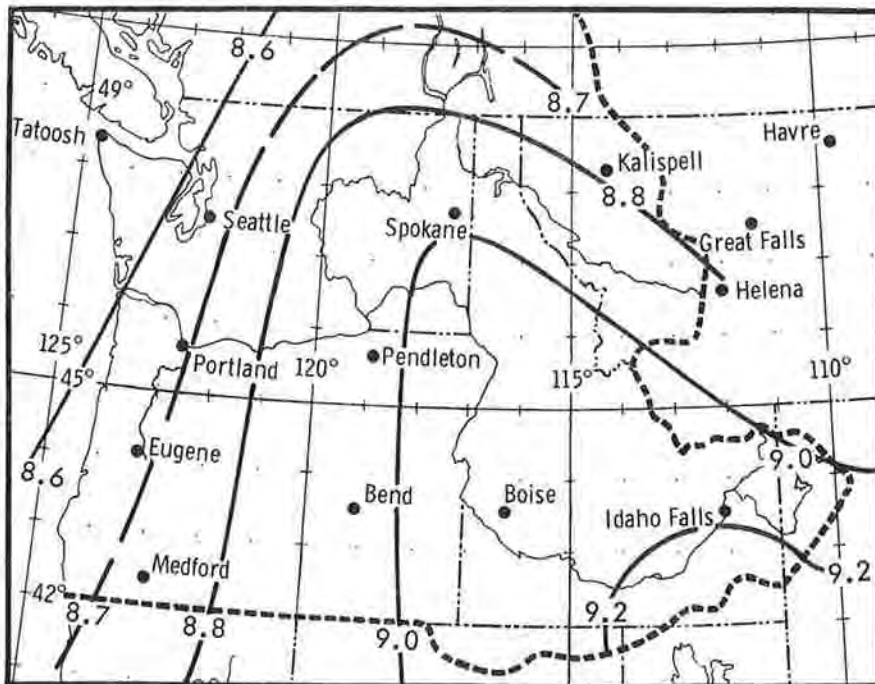 8.6
49°
8.7
Tatoosh
Havre
Kalispell
8.8
Seattle
Spokane
Great Falls
Helena
125°
Portland
120°
Pendleton
115°
110°
45°
8.6
Eugene
9.0
Bend
Boise
Idaho Falls
Medford
9.2
42°
8.7
8.8
9.0
9.2